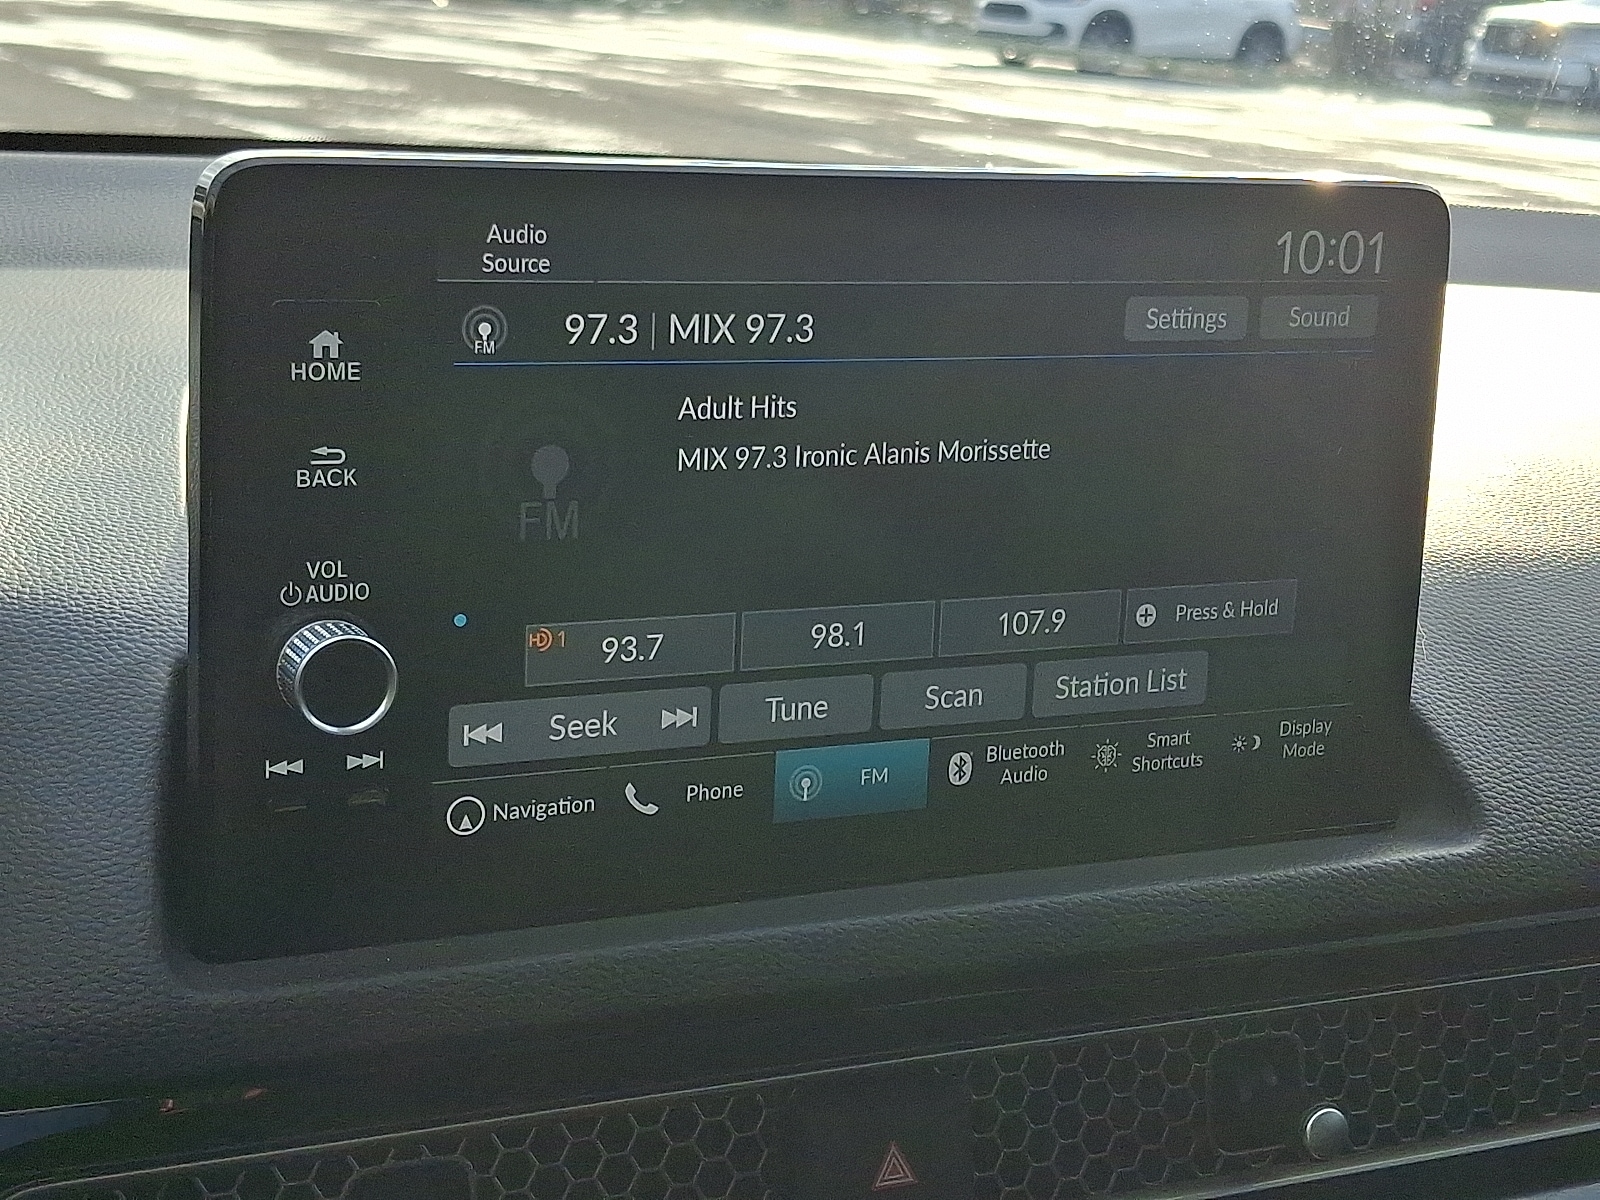 Audio
Source
10:01
FM
97.3 | MIX 97.3
Settings
Sound
HOME
Adult Hits
MIX 97.3 Ironic Alanis Morissette
BACK
FM
VOL
AUDIO
HD 1
93.7
98.1
107.9
Press & Hold
Seek
Tune
Scan
Station List
Navigation
Phone
FM
Bluetooth
Audio
Smart
Shortcuts
Display
Mode